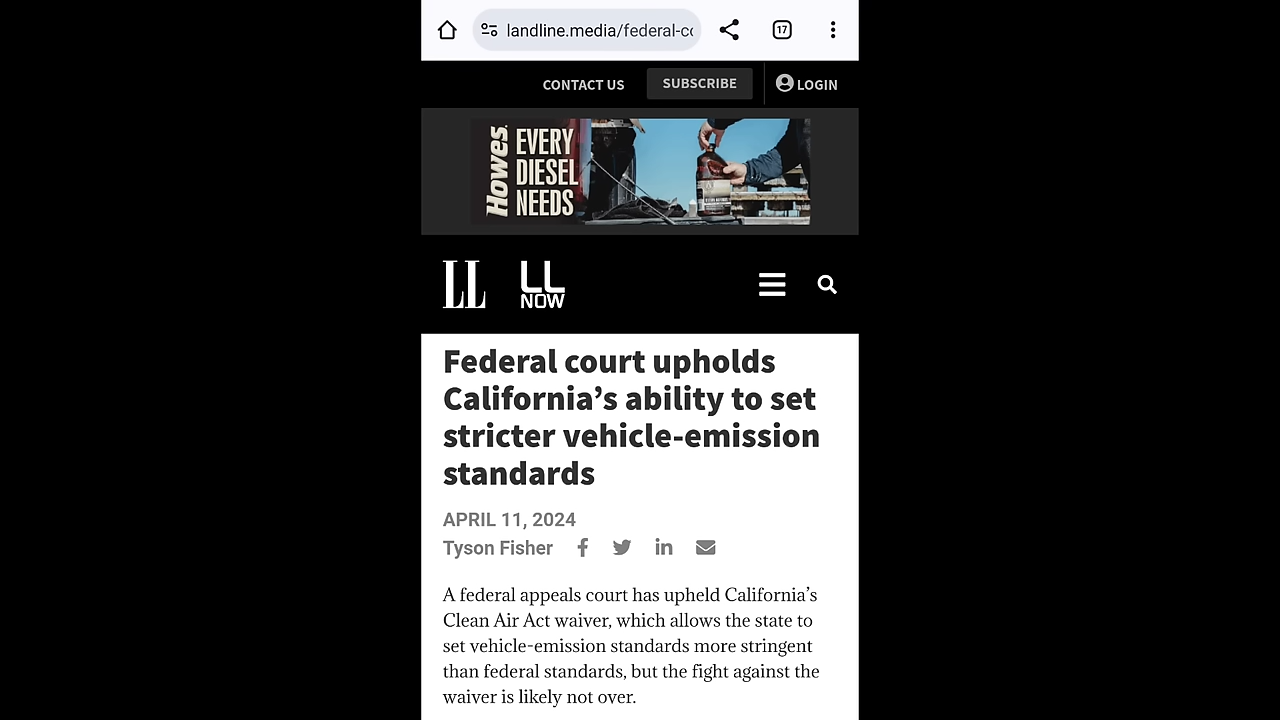 landline.media/federal-co
17
CONTACT US
SUBSCRIBE
LOGIN
Howes.
EVERY
DIESEL
NEEDS
LL
LL
NOW
Federal court upholds
California’s ability to set
stricter vehicle-emission
standards
APRIL 11, 2024
Tyson Fisher
A federal appeals court has upheld California’s
Clean Air Act waiver, which allows the state to
set vehicle-emission standards more stringent
than federal standards, but the fight against the
waiver is likely not over.